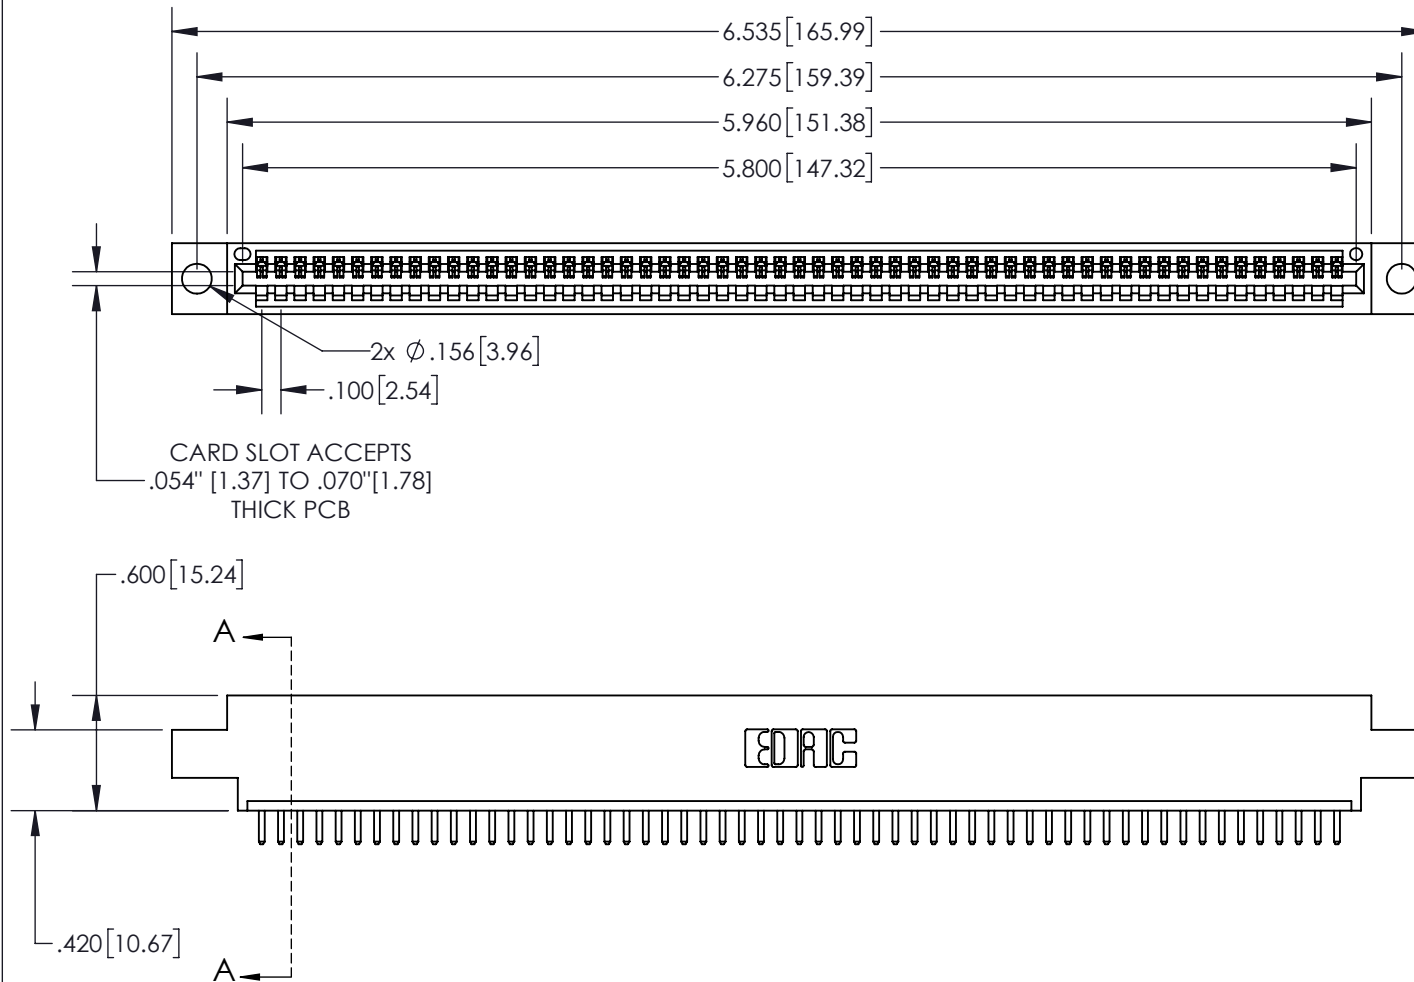 6.535[165.99]
6.275[159.39]
5.960[151.38]
5.800[147.32]
2x Ø.156[3.96]
.100[2.54]
CARD SLOT ACCEPTS
.054" [1.37] TO .070"[1.78]
THICK PCB
.600[15.24]
A
EDAC
.420[10.67]
A